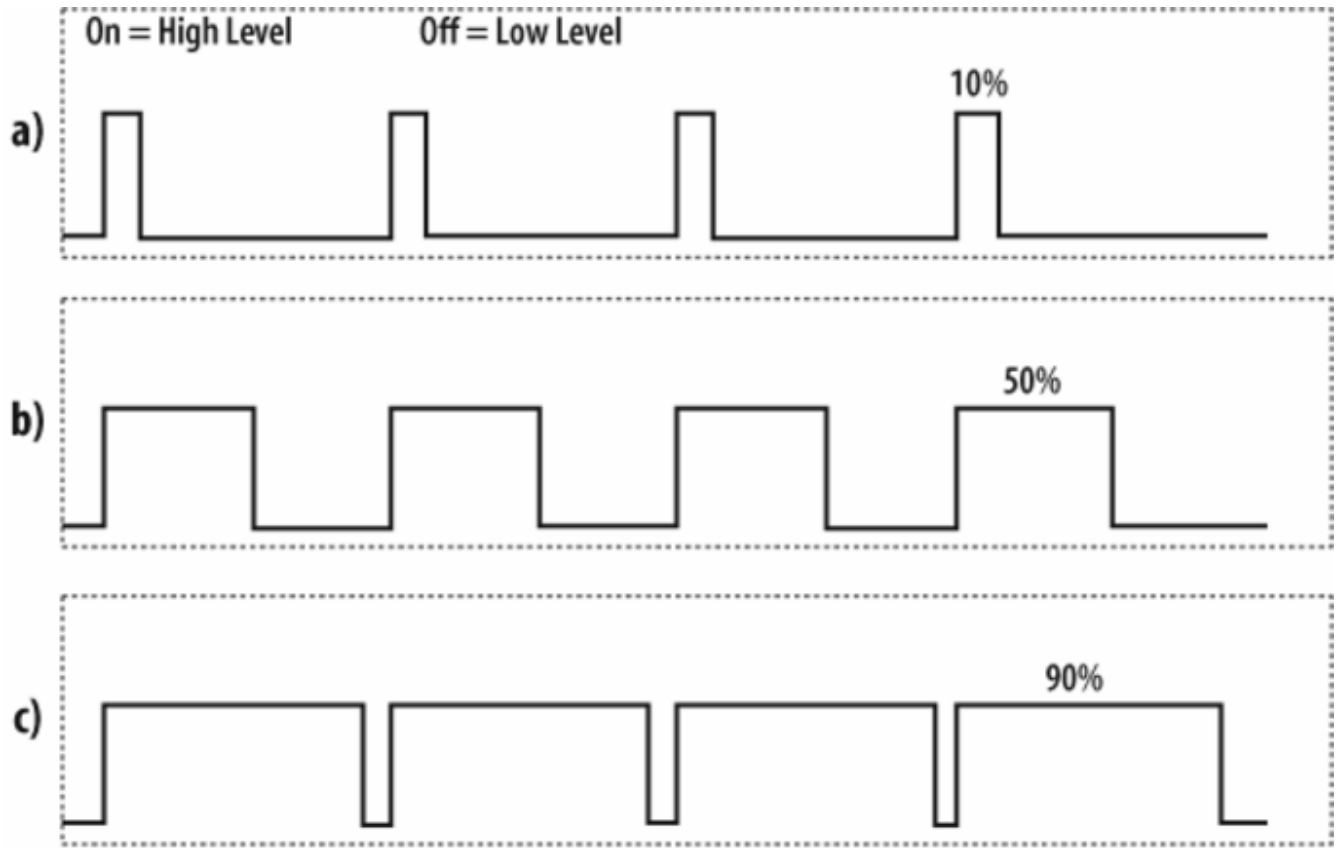 On = High Level Off = Low Level
10%
a)
50%
b)
90%
c)